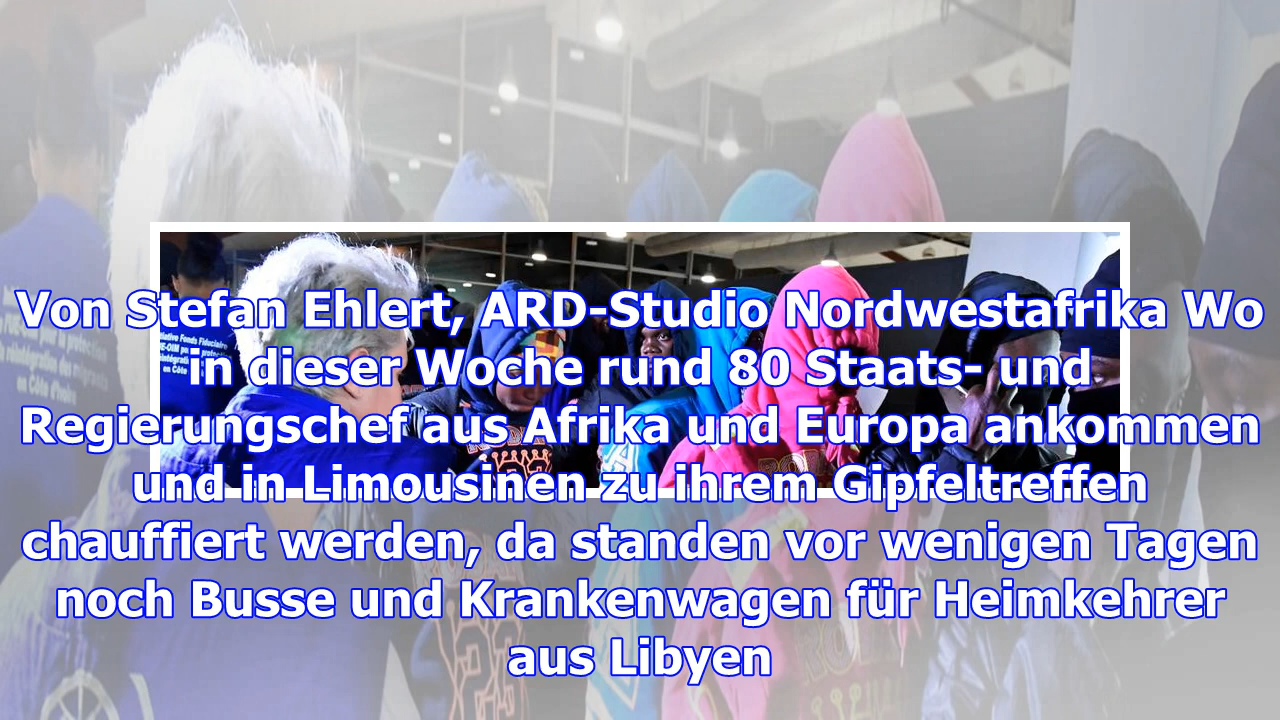 Von Stefan Ehlert, ARD-Studio Nordwestafrika Wo
in dieser Woche rund 80 Staats- und
Regierungschef aus Afrika und Europa ankommen
und in Limousinen zu ihrem Gipfeltreffen
chauffiert werden, da standen vor wenigen Tagen
noch Busse und Krankenwagen für Heimkehrer
aus Libyen